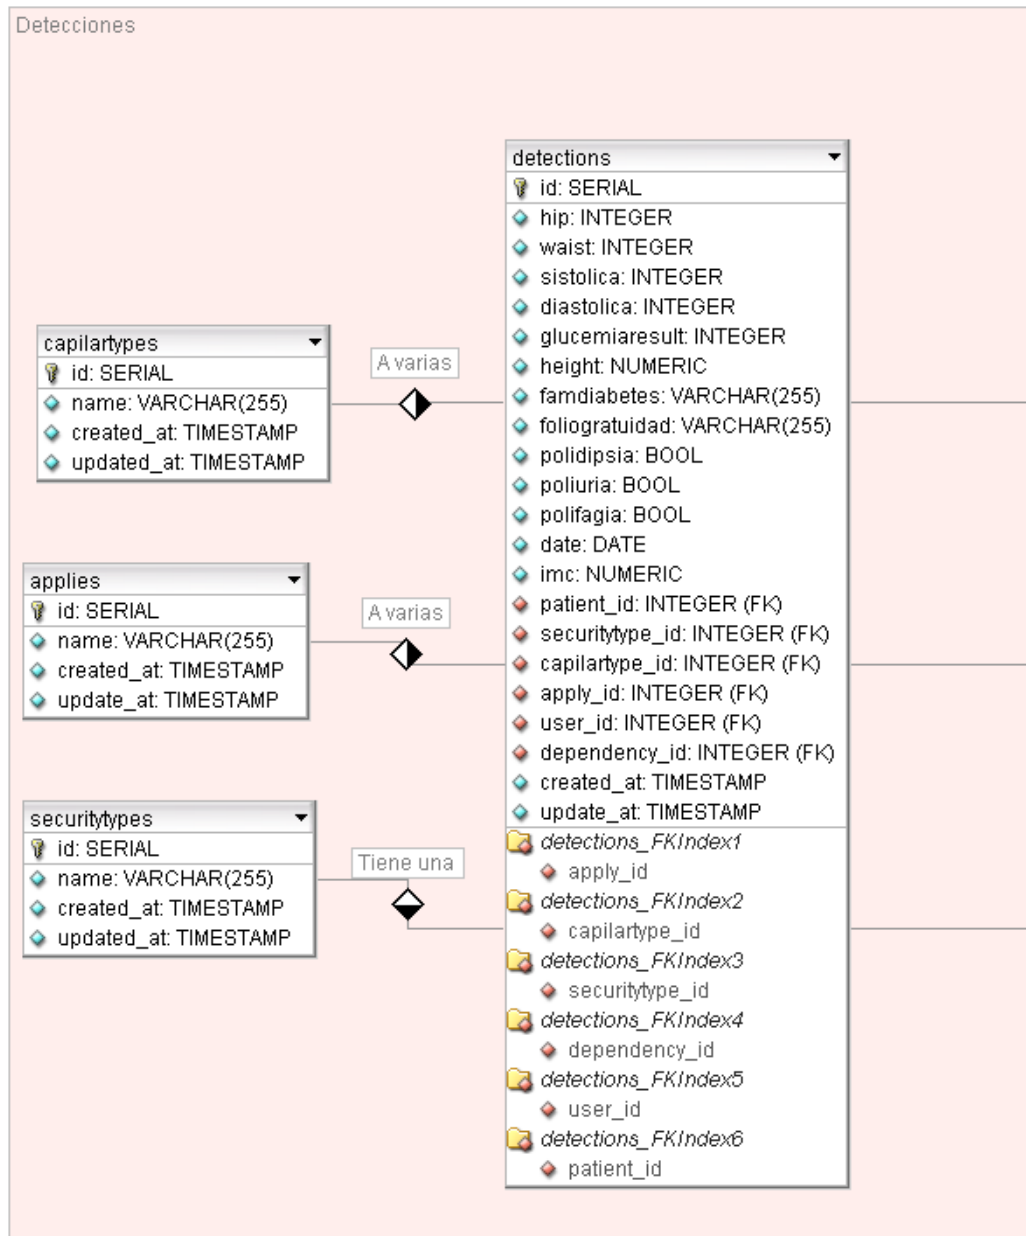 Detecciones
capilartypes
id: SERIAL
name: VARCHAR(255)
created_at: TIMESTAMP
updated_at: TIMESTAMP
A varias
applies
id: SERIAL
name: VARCHAR(255)
created_at: TIMESTAMP
update_at: TIMESTAMP
A varias
securitytypes
id: SERIAL
name: VARCHAR(255)
created_at: TIMESTAMP
updated_at: TIMESTAMP
Tiene una
detections
id: SERIAL
hip: INTEGER
waist: INTEGER
sistolica: INTEGER
diastolica: INTEGER
glucemiaresult: INTEGER
height: NUMERIC
famdiabetes: VARCHAR(255)
foliogratuidad: VARCHAR(255)
polidipsia: BOOL
poliuria: BOOL
polifagia: BOOL
date: DATE
imc: NUMERIC
patient_id: INTEGER (FK)
securitytype_id: INTEGER (FK)
capilartype_id: INTEGER (FK)
apply_id: INTEGER (FK)
user_id: INTEGER (FK)
dependency_id: INTEGER (FK)
created_at: TIMESTAMP
update_at: TIMESTAMP
detections_FKIndex1
apply_id
detections_FKIndex2
capilartype_id
detections_FKIndex3
securitytype_id
detections_FKIndex4
dependency_id
detections_FKIndex5
user_id
detections_FKIndex6
patient_id